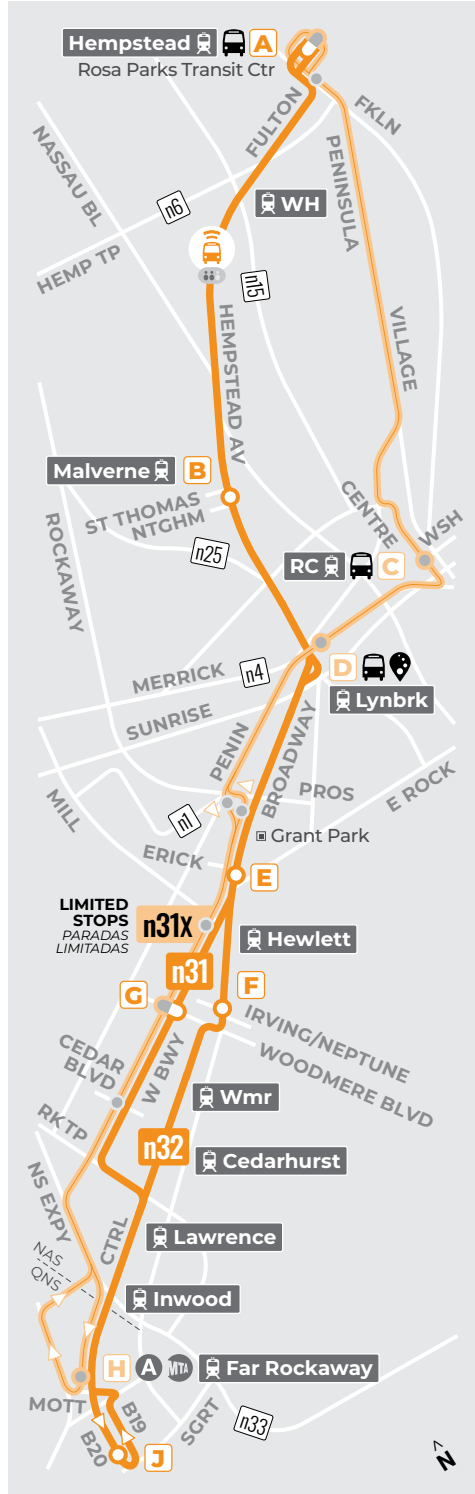 Hempstead A
Rosa Parks Transit Ctr
FULTON
FKLN
NASSAU BL
PENINSULA
n6
WH
HEMP TP
n15
HEMPSTEAD AV
VILLAGE
Malverne B
ST THOMAS
NTGHM
CENTRE
WSH
ROCKAWAY
n25
RC C
MERRICK
n4
D
SUNRISE
Lynbrk
PENIN
BROADWAY
MILL
n1
PROS
E ROCK
Grant Park
ERICK
E
LIMITED
STOPS
PARADAS
LIMITADAS
n31x
Hewlett
n31
G
F
IRVING/NEPTUNE
WOODMERE BLVD
CEDAR
BLVD
W BWY
Wmr
RKTP
n32
Cedarhurst
NS EXPY
CTRL
Lawrence
NAS
QNS
Inwood
H A MTA Far Rockaway
MOTT
B19
B20
SGRT
n33
J
N